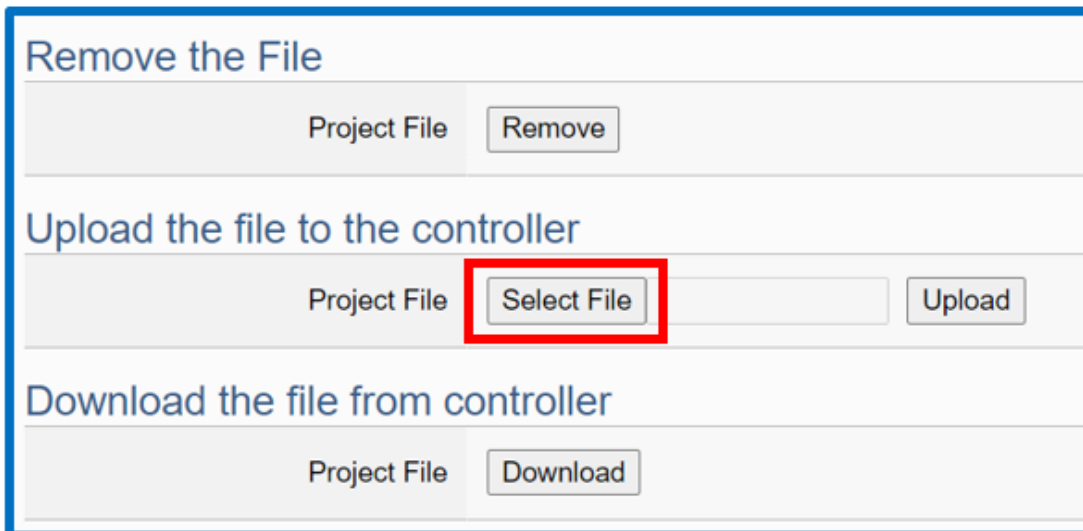 Remove the File
Project File Remove
Upload the file to the controller
Project File Select File Upload
Download the file from controller
Project File Download